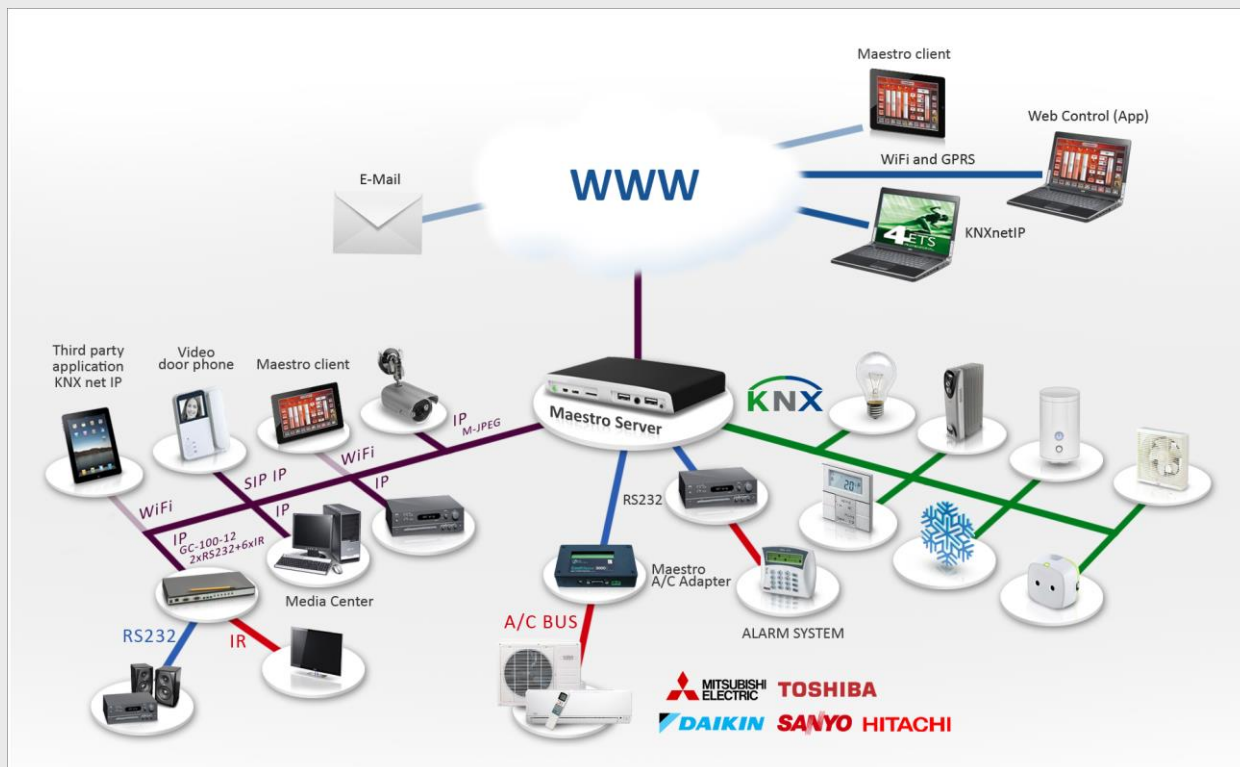 Maestro client
Web Control (App)
WiFi and GPRS
E-Mail
WWW
KNXnetIP
4
ETS
Third party
application
KNX net IP
Video
door phone
Maestro client
IP
M-JPEG
Maestro Server
KNX
WiFi
SIP IP
IP
WiFi
IP
RS232
IP
GC-100-12
2xRS232+6xIR
Maestro
A/C Adapter
Media Center
RS232
IR
A/C BUS
ALARM SYSTEM
MITSUBISHI
ELECTRIC
TOSHIBA
DAIKIN
SANYO
HITACHI